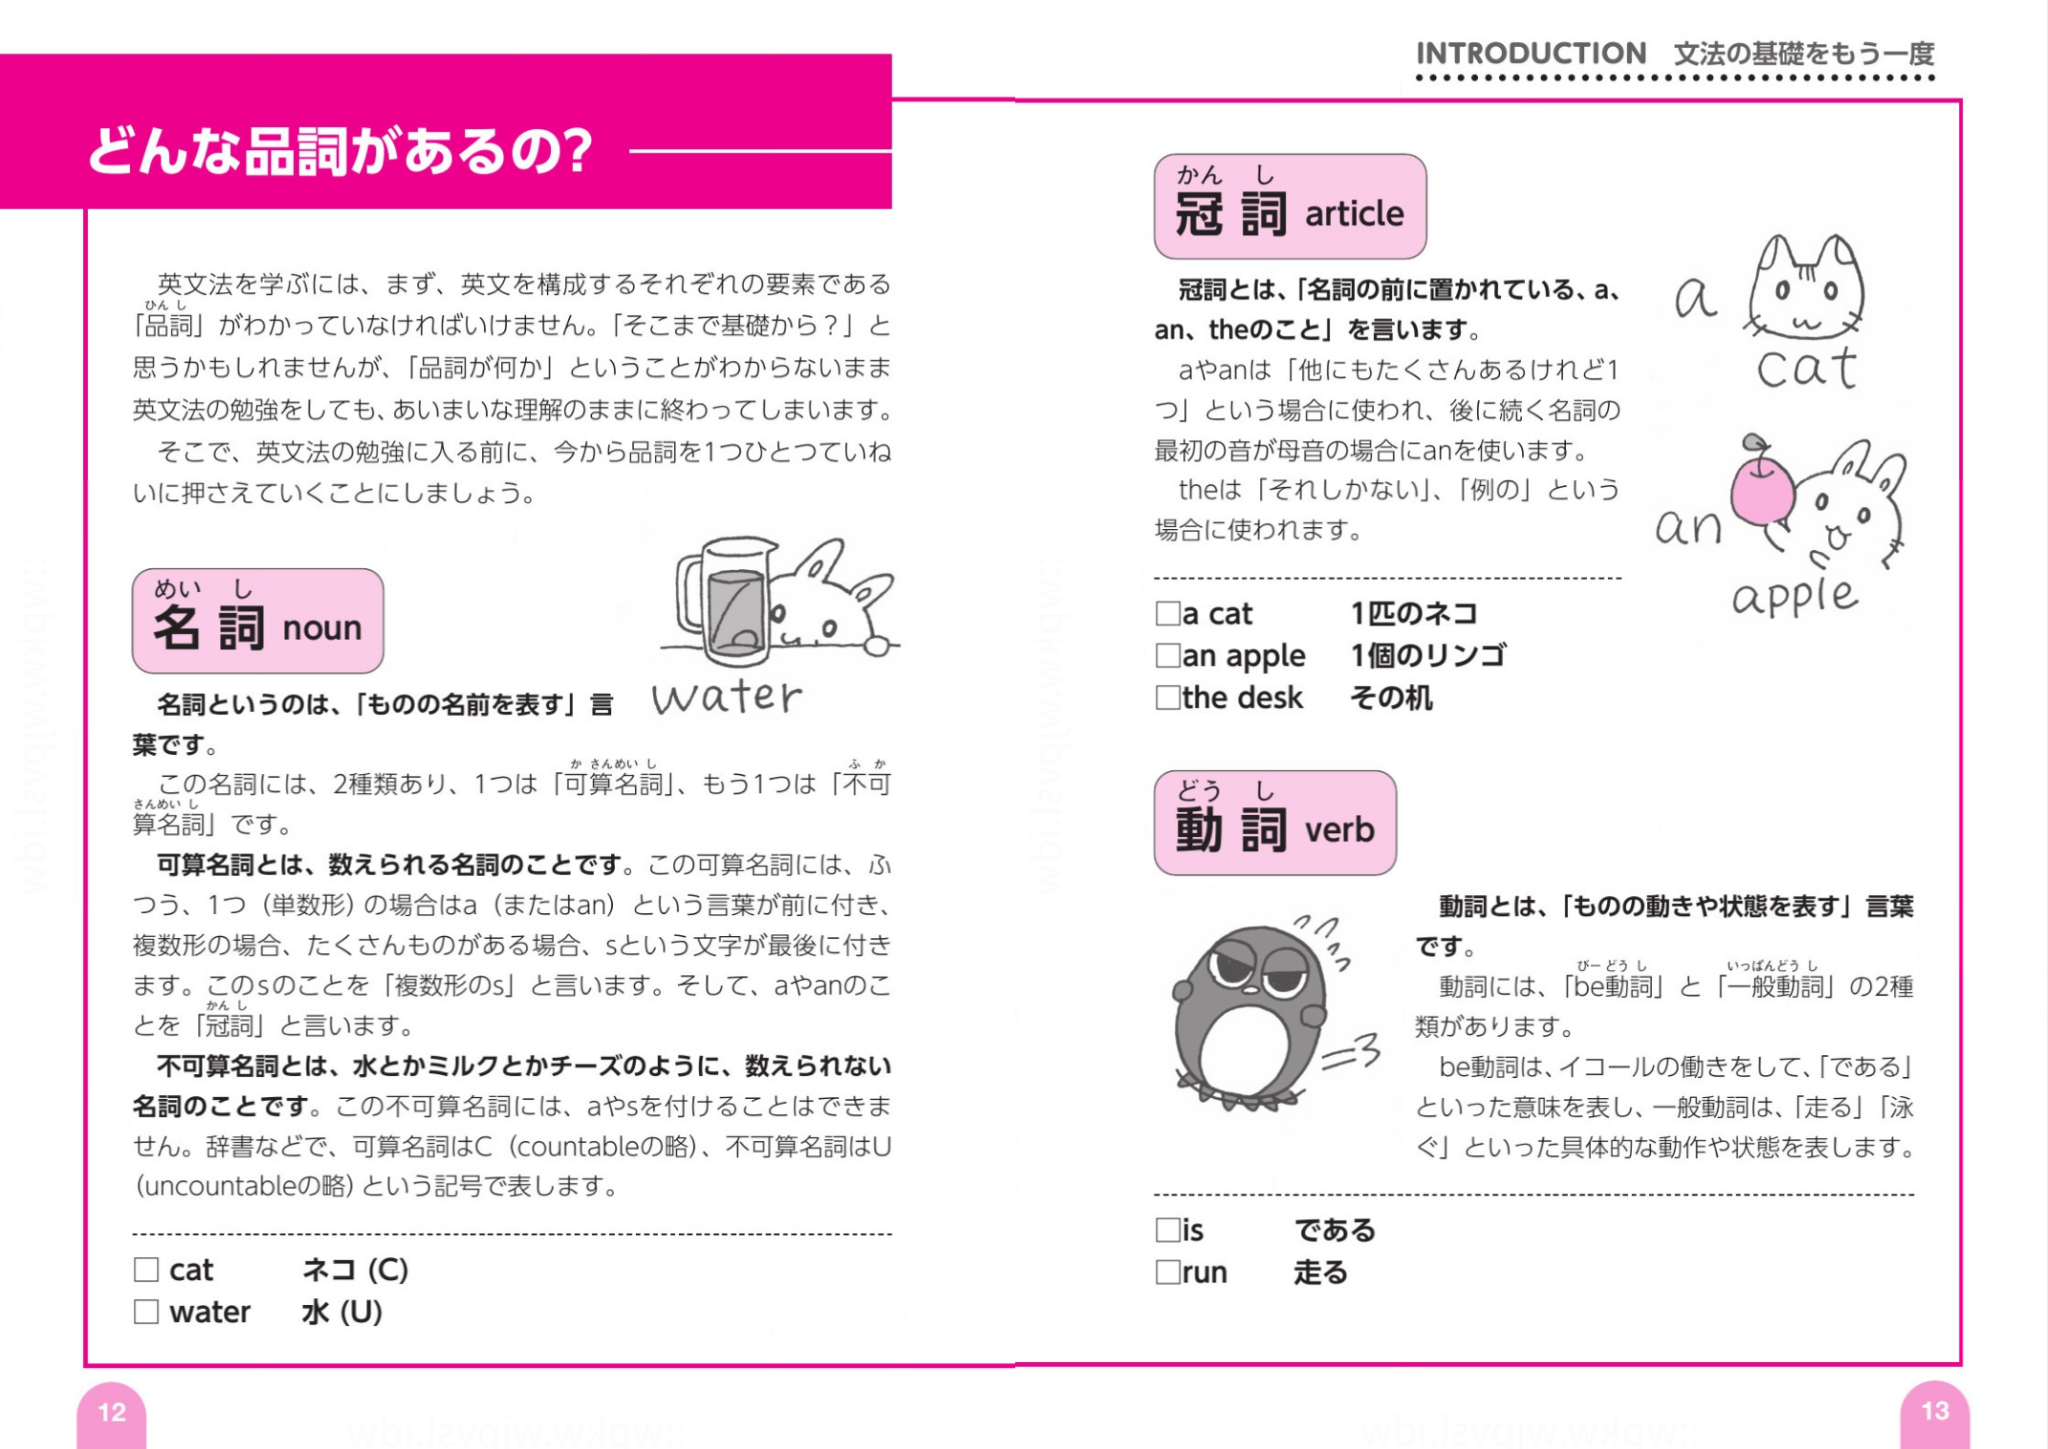 どんな品詞があるの?
英文法を学ぶには、まず、英文を構成するそれぞれの要素である
ひんし
「品詞」がわかっていなければいけません。「そこまで基礎から？」と
思うかもしれませんが、「品詞が何か」ということがわからないまま
英文法の勉強をしても、あいまいな理解のままに終わってしまいます。
そこで、英文法の勉強に入る前に、今から品詞を1つひとつていね
いに押さえていくことにしましょう。
めい し
名詞 noun
water
名詞というのは、「ものの名前を表す」言
葉です。
か さんめい し ふ か
この名詞には、2種類あり、1つは「可算名詞」、もう1つは「不可
さんめい し
算名詞」です。
可算名詞とは、数えられる名詞のことです。この可算名詞には、ふ
つう、1つ（単数形）の場合はa（またはan）という言葉が前に付き、
複数形の場合、たくさんものがある場合、sという文字が最後に付き
ます。このsのことを「複数形のs」と言います。そして、aやanのこ
かん し
とを「冠詞」と言います。
不可算名詞とは、水とかミルクとかチーズのように、数えられない
名詞のことです。この不可算名詞には、aやsを付けることはできま
せん。辞書などで、可算名詞はC（countableの略）、不可算名詞はU
（uncountableの略）という記号で表します。
□ cat ネコ (C)
□ water 水 (U)
12
INTRODUCTION 文法の基礎をもう一度
かん し
冠詞 article
冠詞とは、「名詞の前に置かれている、a、
an、theのこと」を言います。
aやanは「他にもたくさんあるけれど1
つ」という場合に使われ、後に続く名詞の
最初の音が母音の場合にanを使います。
theは「それしかない」、「例の」という
場合に使われます。
a
cat
an
apple
□a cat 1匹のネコ
□an apple 1個のリンゴ
□the desk その机
どう し
動詞 verb
動詞とは、「ものの動きや状態を表す」言葉
です。
びー どう し いっぱんどう し
動詞には、「be動詞」と「一般動詞」の2種
類があります。
be動詞は、イコールの働きをして、「である」
といった意味を表し、一般動詞は、「走る」「泳
ぐ」といった具体的な動作や状態を表します。
□is である
□run 走る
13